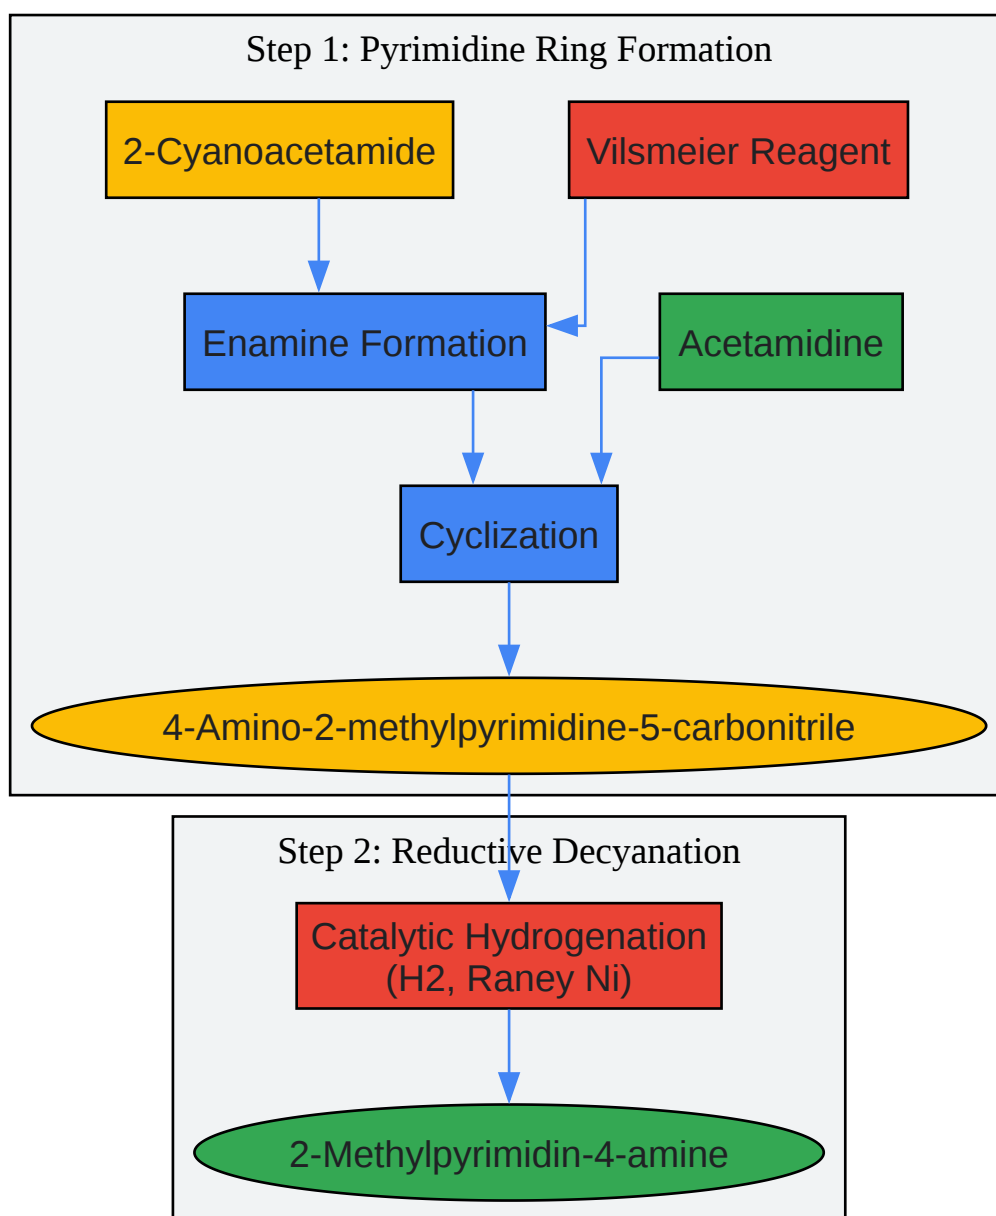 Step 1: Pyrimidine Ring Formation
2-Cyanoacetamide
Vilsmeier Reagent
Enamine Formation
Acetamidine
Cyclization
4-Amino-2-methylpyrimidine-5-carbonitrile
Step 2: Reductive Decyanation
Catalytic Hydrogenation
(H2, Raney Ni)
2-Methylpyrimidin-4-amine